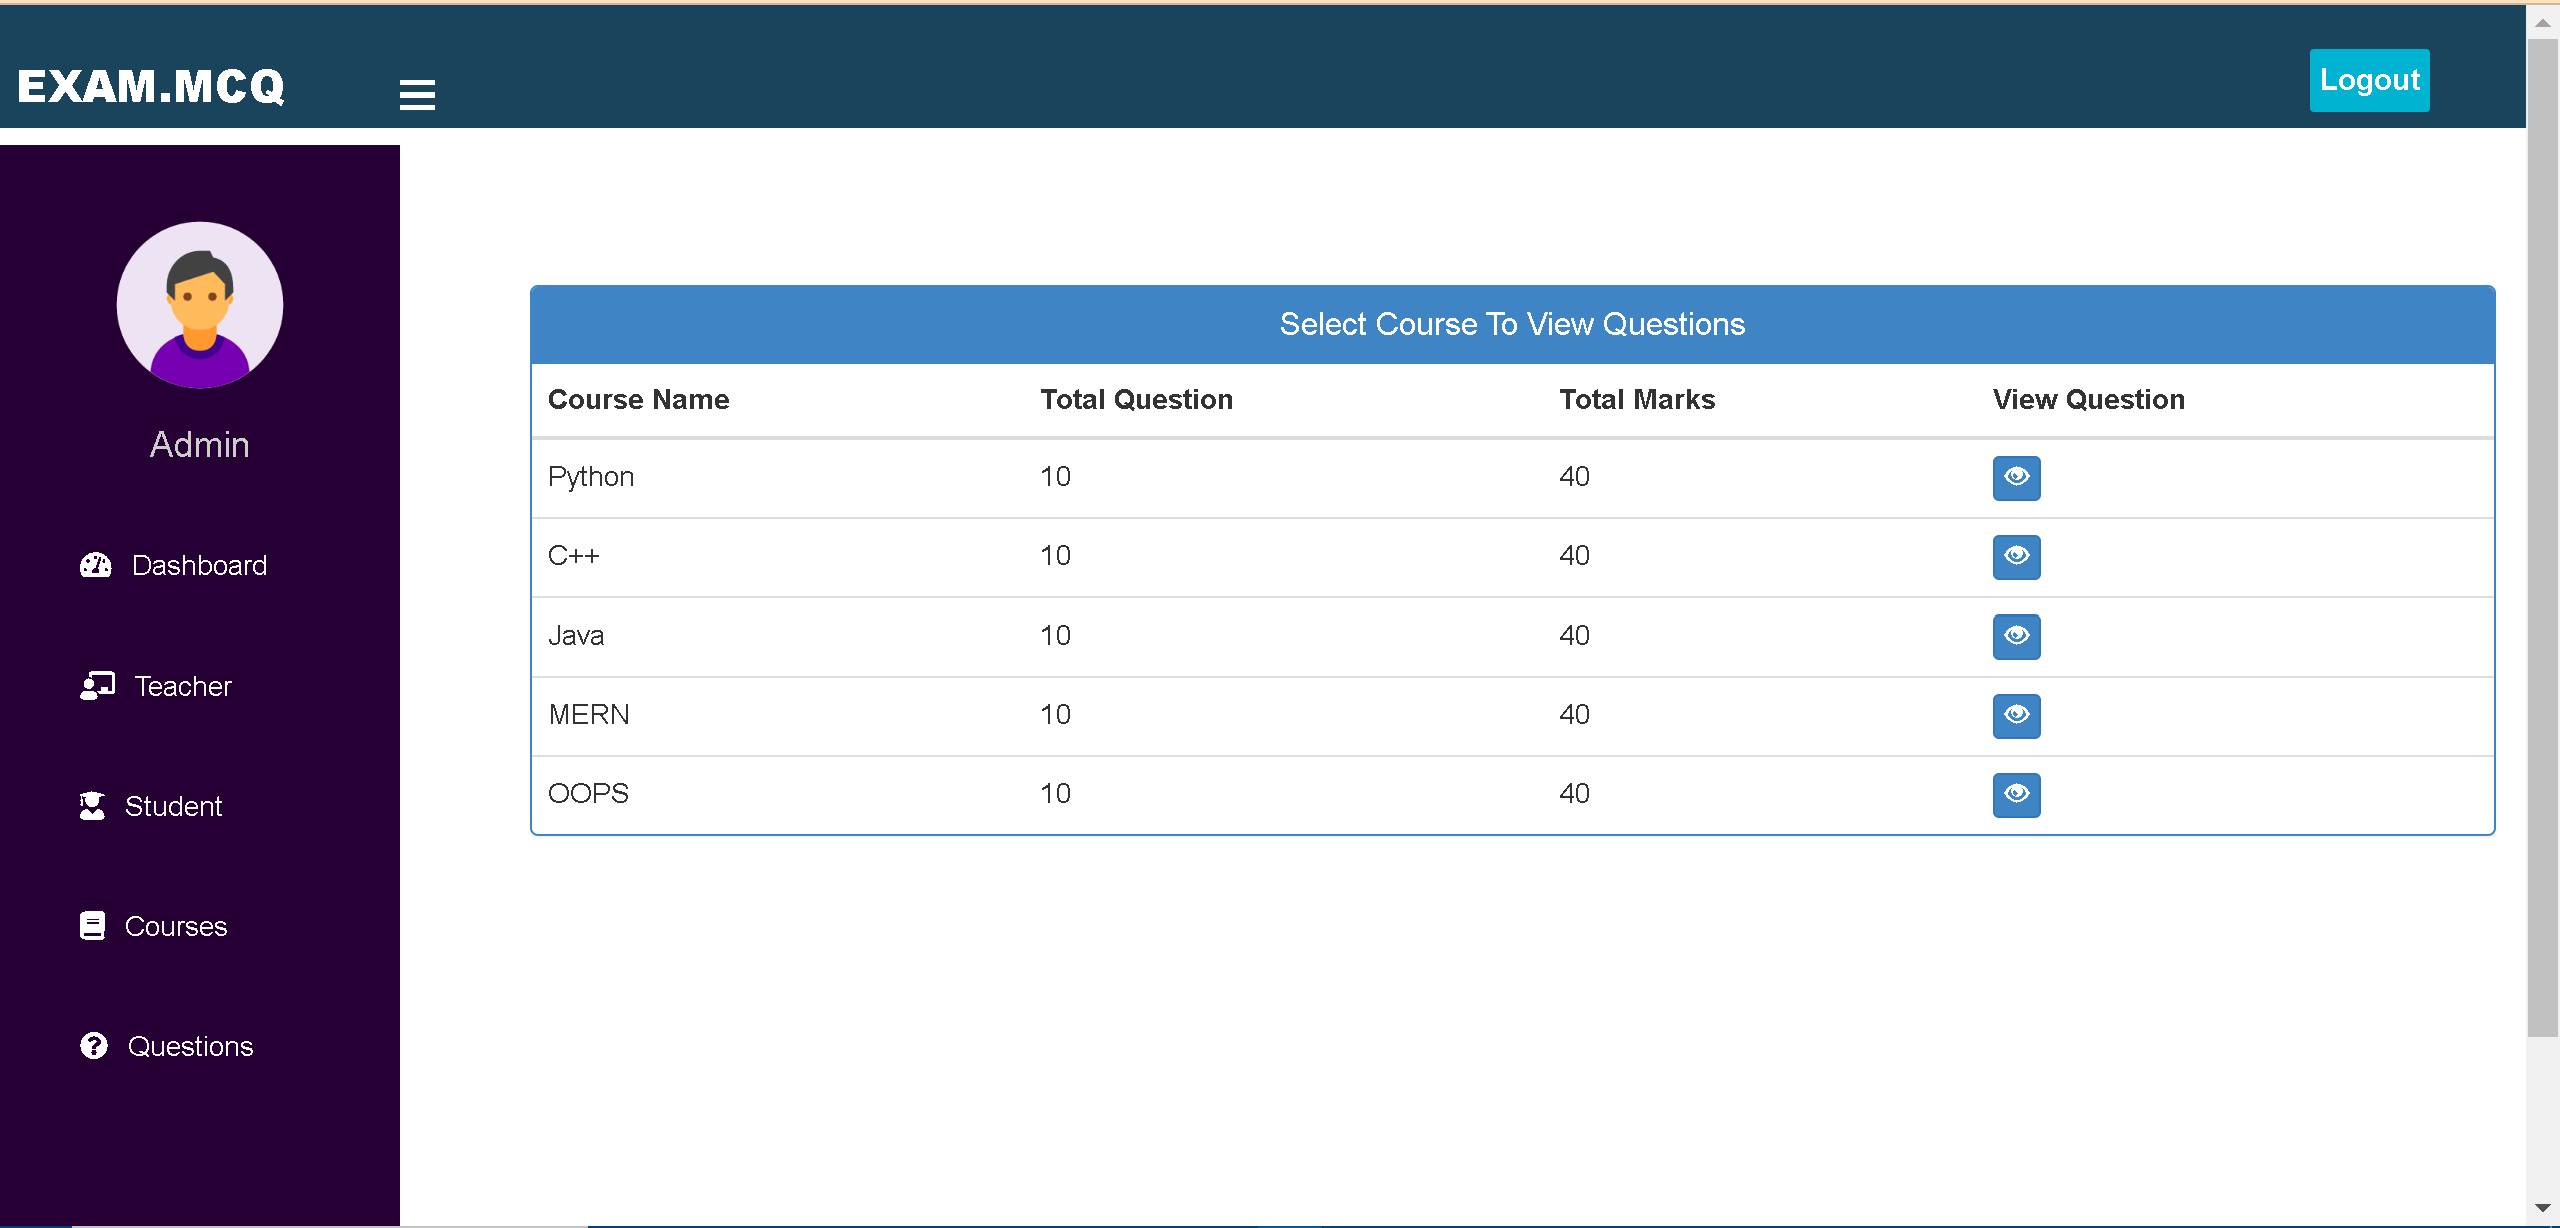 EXAM.MCQ
Logout
Admin
Dashboard
Teacher
Student
Courses
Questions
Select Course To View Questions
Course Name Total Question Total Marks View Question
Python 10 40
C++ 10 40
Java 10 40
MERN 10 40
OOPS 10 40